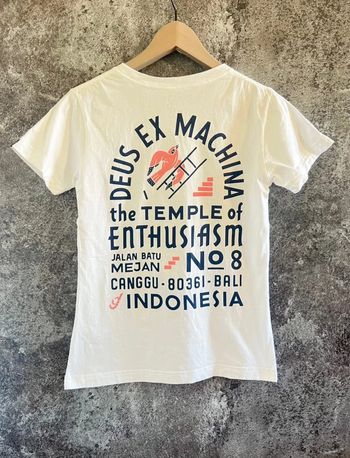 DEUS EX MACHINA
the TEMPLE of
ENTHUSIASM
JALAN BATU
MEJAN
No 8
CANGGU - 80361 - BALI
INDONESIA